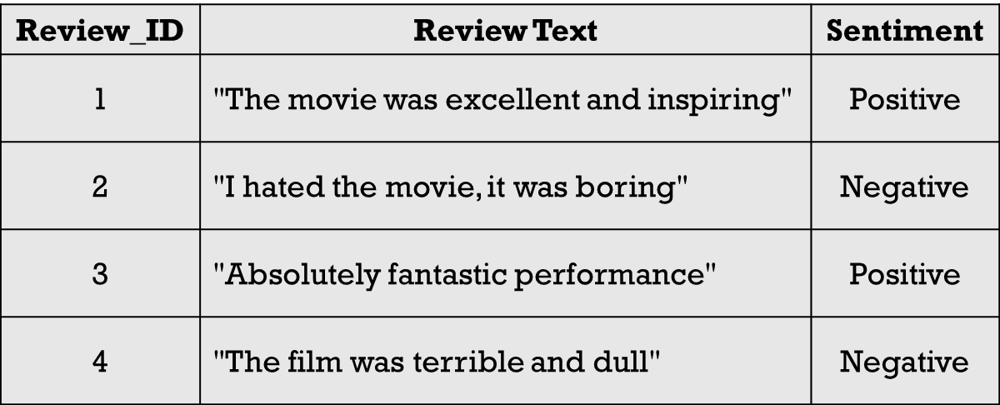 Review_ID Review Text Sentiment
1 "The movie was excellent and inspiring" Positive
2 "I hated the movie, it was boring" Negative
3 "Absolutely fantastic performance" Positive
4 "The film was terrible and dull" Negative